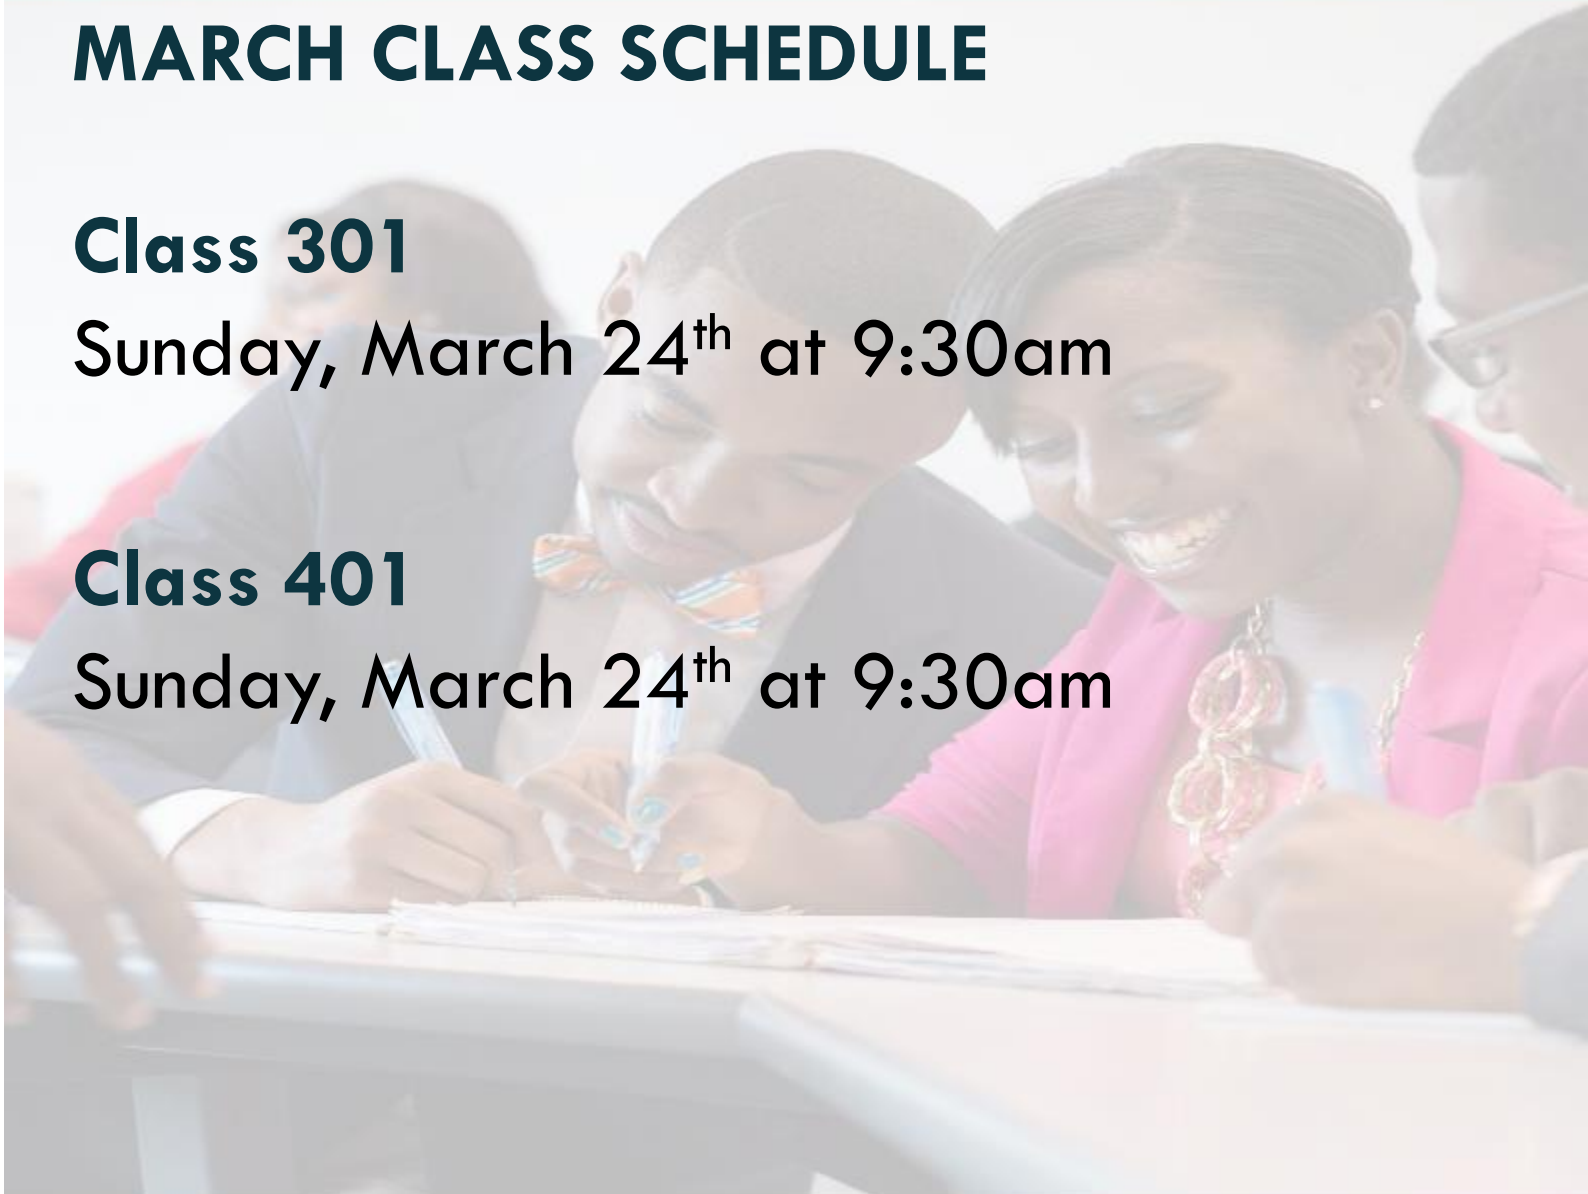 MARCH CLASS SCHEDULE
Class 301
Sunday, March 24th at 9:30am
Class 401
Sunday, March 24th at 9:30am